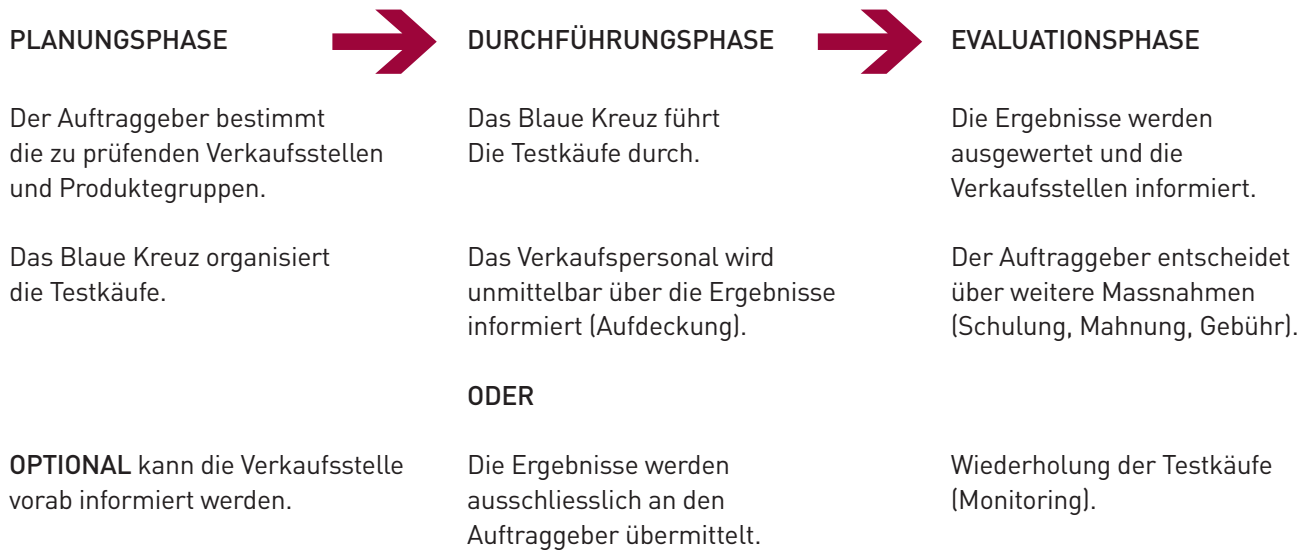 PLANUNGSPHASE
Der Auftraggeber bestimmt
die zu prüfenden Verkaufsstellen
und Produktegruppen.
Das Blaue Kreuz organisiert
die Testkäufe.
OPTIONAL kann die Verkaufsstelle
vorab informiert werden.
DURCHFÜHRUNGSPHASE
Das Blaue Kreuz führt
Die Testkäufe durch.
Das Verkaufspersonal wird
unmittelbar über die Ergebnisse
informiert (Aufdeckung).
ODER
Die Ergebnisse werden
ausschliesslich an den
Auftraggeber übermittelt.
EVALUATIONSPHASE
Die Ergebnisse werden
ausgewertet und die
Verkaufsstellen informiert.
Der Auftraggeber entscheidet
über weitere Massnahmen
(Schulung, Mahnung, Gebühr).
Wiederholung der Testkäufe
(Monitoring).